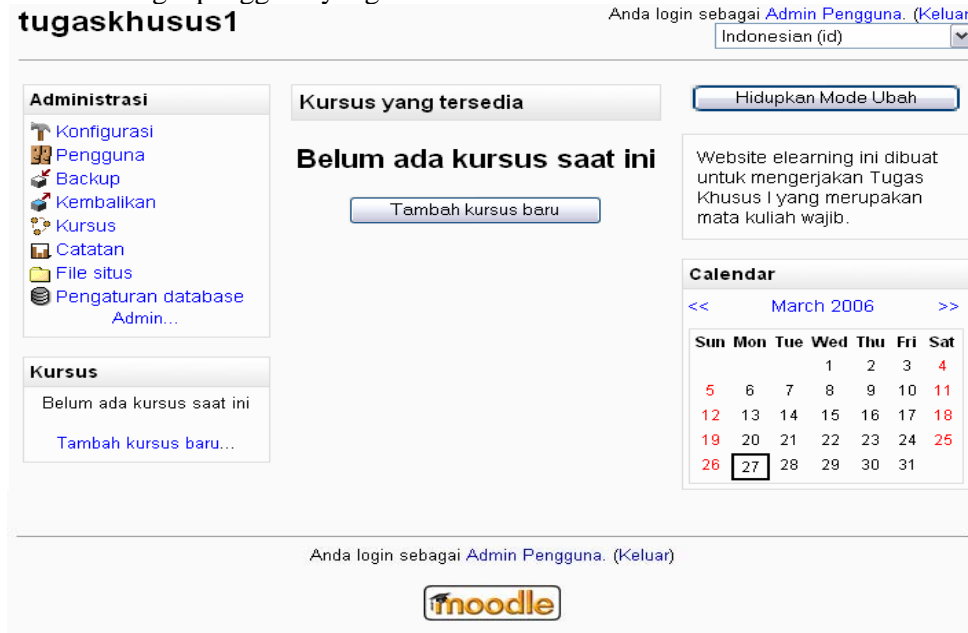 tugaskhusus1
Anda login sebagai Admin Pengguna. (Keluar
Indonesian (id)
Administrasi
Konfigurasi
Pengguna
Backup
Kembalikan
Kursus
Catatan
File situs
Pengaturan database
Admin...
Kursus
Belum ada kursus saat ini
Tambah kursus baru...
Kursus yang tersedia
Belum ada kursus saat ini
Tambah kursus baru
Hidupkan Mode Ubah
Website elearning ini dibuat
untuk mengerjakan Tugas
Khusus I yang merupakan
mata kuliah wajib.
Calendar
<< March 2006 >>
Sun Mon Tue Wed Thu Fri Sat
1 2 3 4
5 6 7 8 9 10 11
12 13 14 15 16 17 18
19 20 21 22 23 24 25
26 27 28 29 30 31
Anda login sebagai Admin Pengguna. (Keluar)
moodle